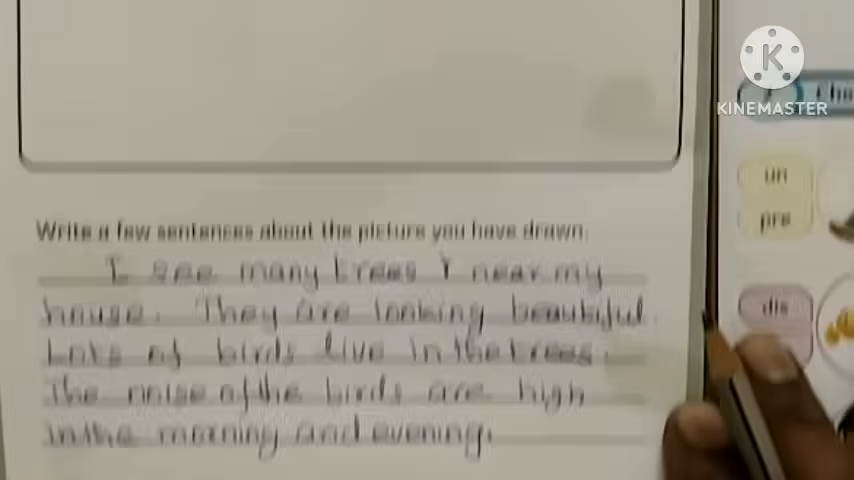 KINEMASTER
Cha
un
pre
dis
Write a few sentences about the picture you have drawn.
I see many trees near my
house. They are looking beautiful.
Lots of birds live in the trees.
The noise of the birds are high
in the morning and evening.